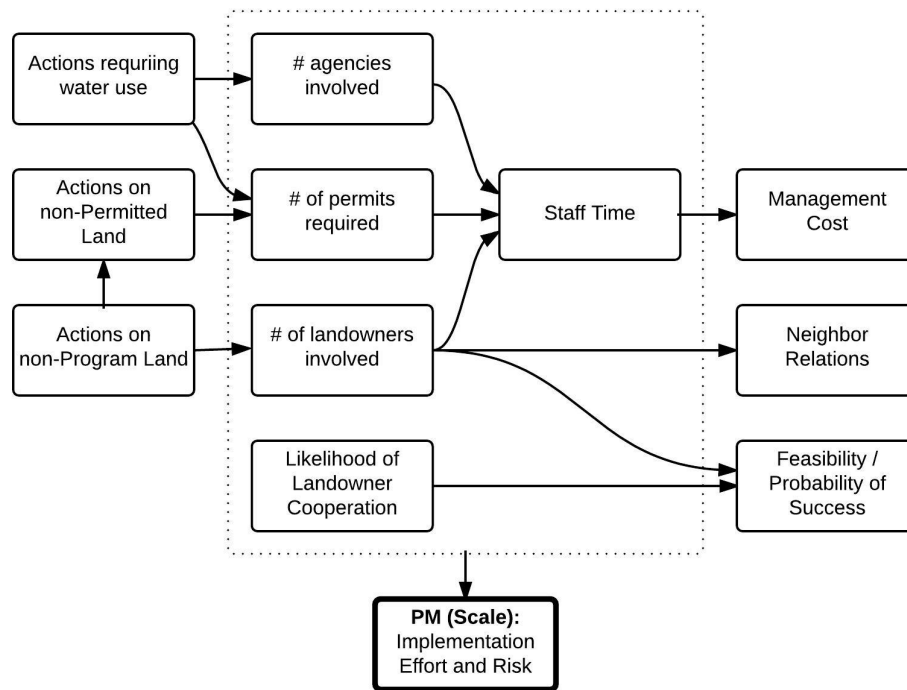 Actions requriing
water use
# agencies
involved
Actions on
non-Permitted
Land
# of permits
required
Staff Time
Management
Cost
Actions on
non-Program Land
# of landowners
involved
Neighbor
Relations
Likelihood of
Landowner
Cooperation
Feasibility /
Probability of
Success
PM (Scale):
Implementation
Effort and Risk